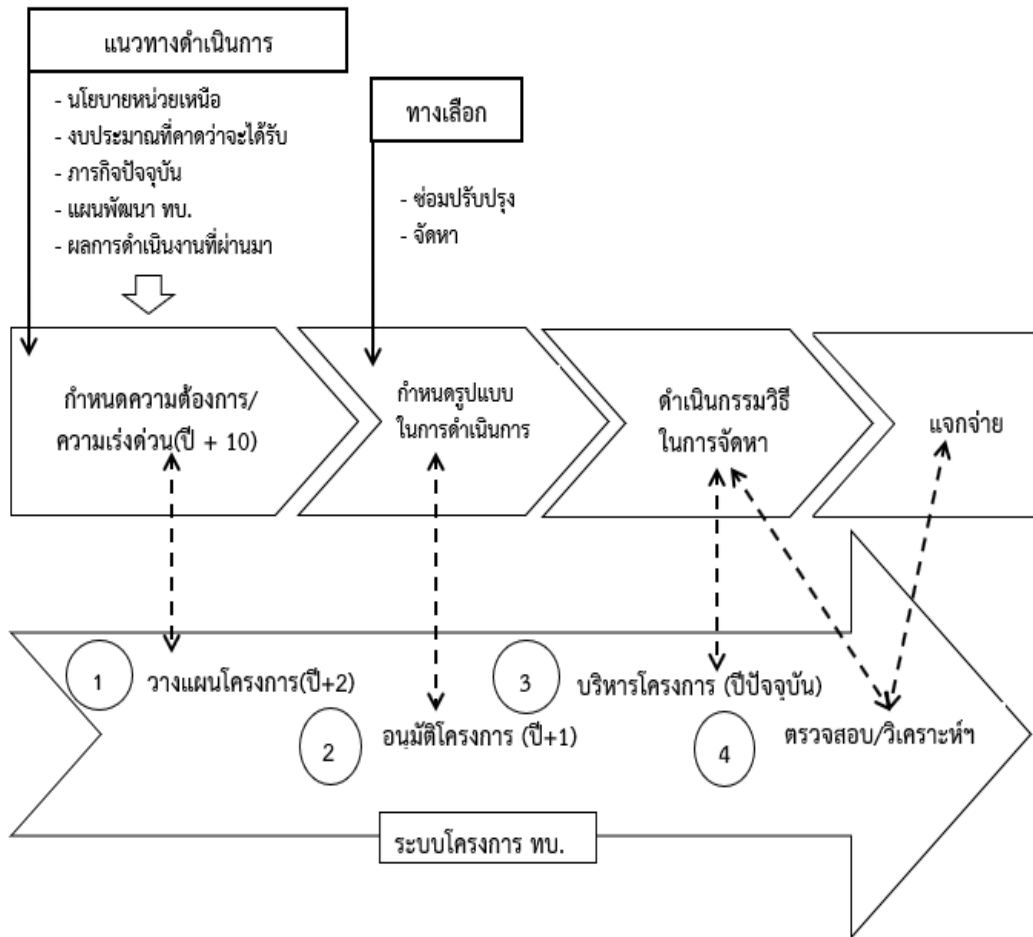 แนวทางดำเนินการ
- นโยบายหน่วยเหนือ
- งบประมาณที่คาดว่าจะได้รับ
- ภารกิจปัจจุบัน
- แผนพัฒนา ทบ.
- ผลการดำเนินงานที่ผ่านมา
ทางเลือก
- ซ่อมปรับปรุง
- จัดหา
กำหนดความต้องการ/
ความเร่งด่วน(ปี + 10)
กำหนดรูปแบบ
ในการดำเนินการ
ดำเนินกรรมวิธี
ในการจัดหา
แจกจ่าย
1 วางแผนโครงการ(ปี+2)
2 อนุมัติโครงการ (ปี+1)
3 บริหารโครงการ (ปีปัจจุบัน)
4 ตรวจสอบ/วิเคราะห์ฯ
ระบบโครงการ ทบ.